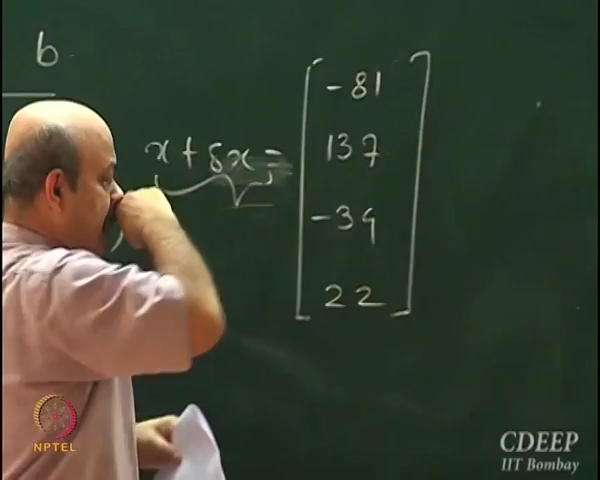 b
x + δx =
-81
137
-34
22
NPTEL
CDEEP
IIT Bombay